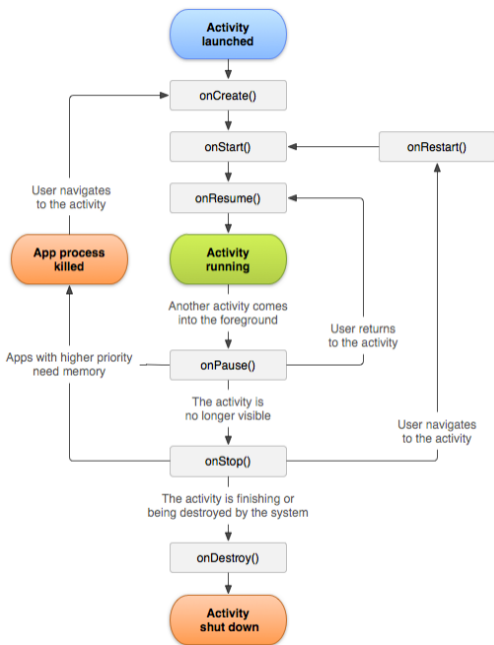 Activity
launched
onCreate()
onStart()
onRestart()
User navigates
to the activity
onResume()
App process
killed
Activity
running
Another activity comes
into the foreground
User returns
to the activity
Apps with higher priority
need memory
onPause()
The activity is
no longer visible
User navigates
to the activity
onStop()
The activity is finishing or
being destroyed by the system
onDestroy()
Activity
shut down